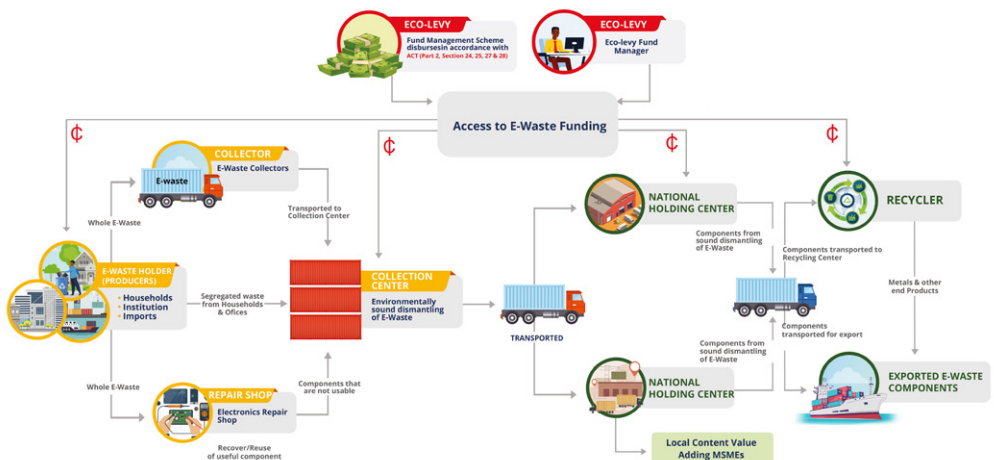 ECO-LEVY
Fund Management Scheme
disbursesin accordance with
ACT (Part 2, Section 24, 25, 27 & 28)
ECO-LEVY
Eco-levy Fund
Manager
Access to E-Waste Funding
₵
₵
₵
₵
COLLECTOR
E-Waste Collectors
E-waste
Whole E-Waste
Transported to
Collection Center
E-WASTE HOLDER
(PRODUCERS)
• Households
• Institution
• Imports
Segregated waste
from Households
& Ofices
COLLECTION
CENTER
Environmentally
sound dismantling
of E-Waste
TRANSPORTED
Whole E-Waste
REPAIR SHOP
Electronics Repair
Shop
Recover/Reuse
of useful component
Components that
are not usable
NATIONAL
HOLDING CENTER
Components from
sound dismantling
of E-Waste
Components transported to
Recycling Center
RECYCLER
Metals & other
end Products
Components
transported for export
Components from
sound dismantling
of E-Waste
NATIONAL
HOLDING CENTER
EXPORTED E-WASTE
COMPONENTS
Local Content Value
Adding MSMEs